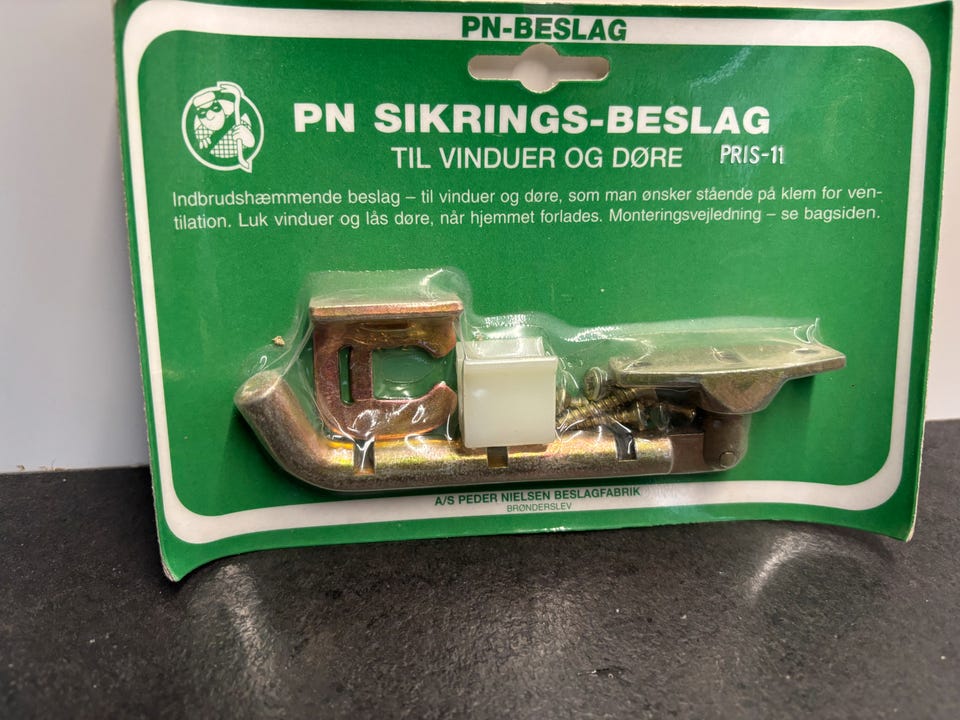 PN-BESLAG
PN SIKRINGS-BESLAG
TIL VINDUER OG DØRE PRIS-11
Indbrudshæmmende beslag – til vinduer og døre, som man ønsker stående på klem for ven-
tilation. Luk vinduer og lås døre, når hjemmet forlades. Monteringsvejledning – se bagsiden.
A/S PEDER NIELSEN BESLAGFABRIK
BRØNDERSLEV